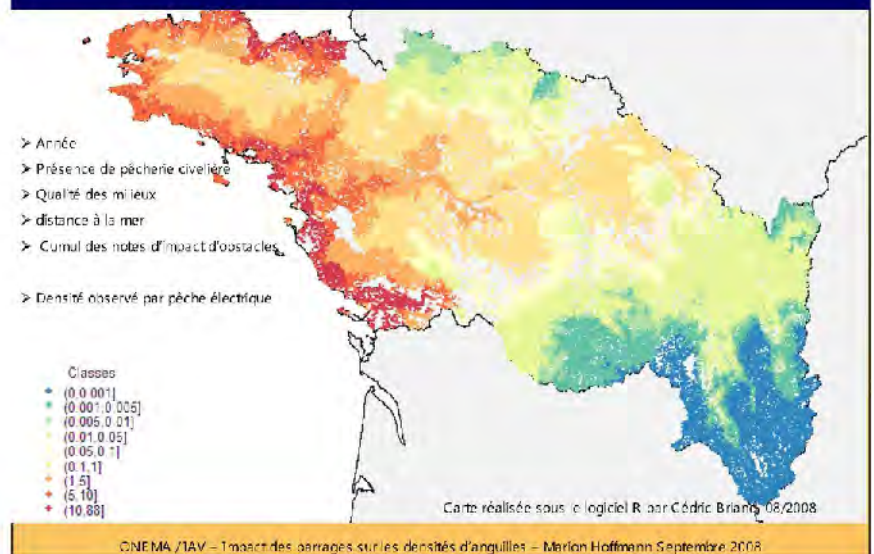 ➢ Année
➢ Présence de pêcherie civelière
➢ Qualité des milieux
➢ distance à la mer
➢ Cumul des notes d'impact d'obstacles
➢ Densité observé par pêche électrique
Classes
(0,0.001]
(0.001,0.005]
(0.005,0.01]
(0.01,0.05]
(0.05,0.1]
(0.1,1]
(1,5]
(5,10]
(10,88]
Carte réalisée sous le logiciel R par Cédric Briand 08/2008
ONEMA /IAV – Impact des barrages sur les densités d'anguilles – Marion Hoffmann Septembre 2008